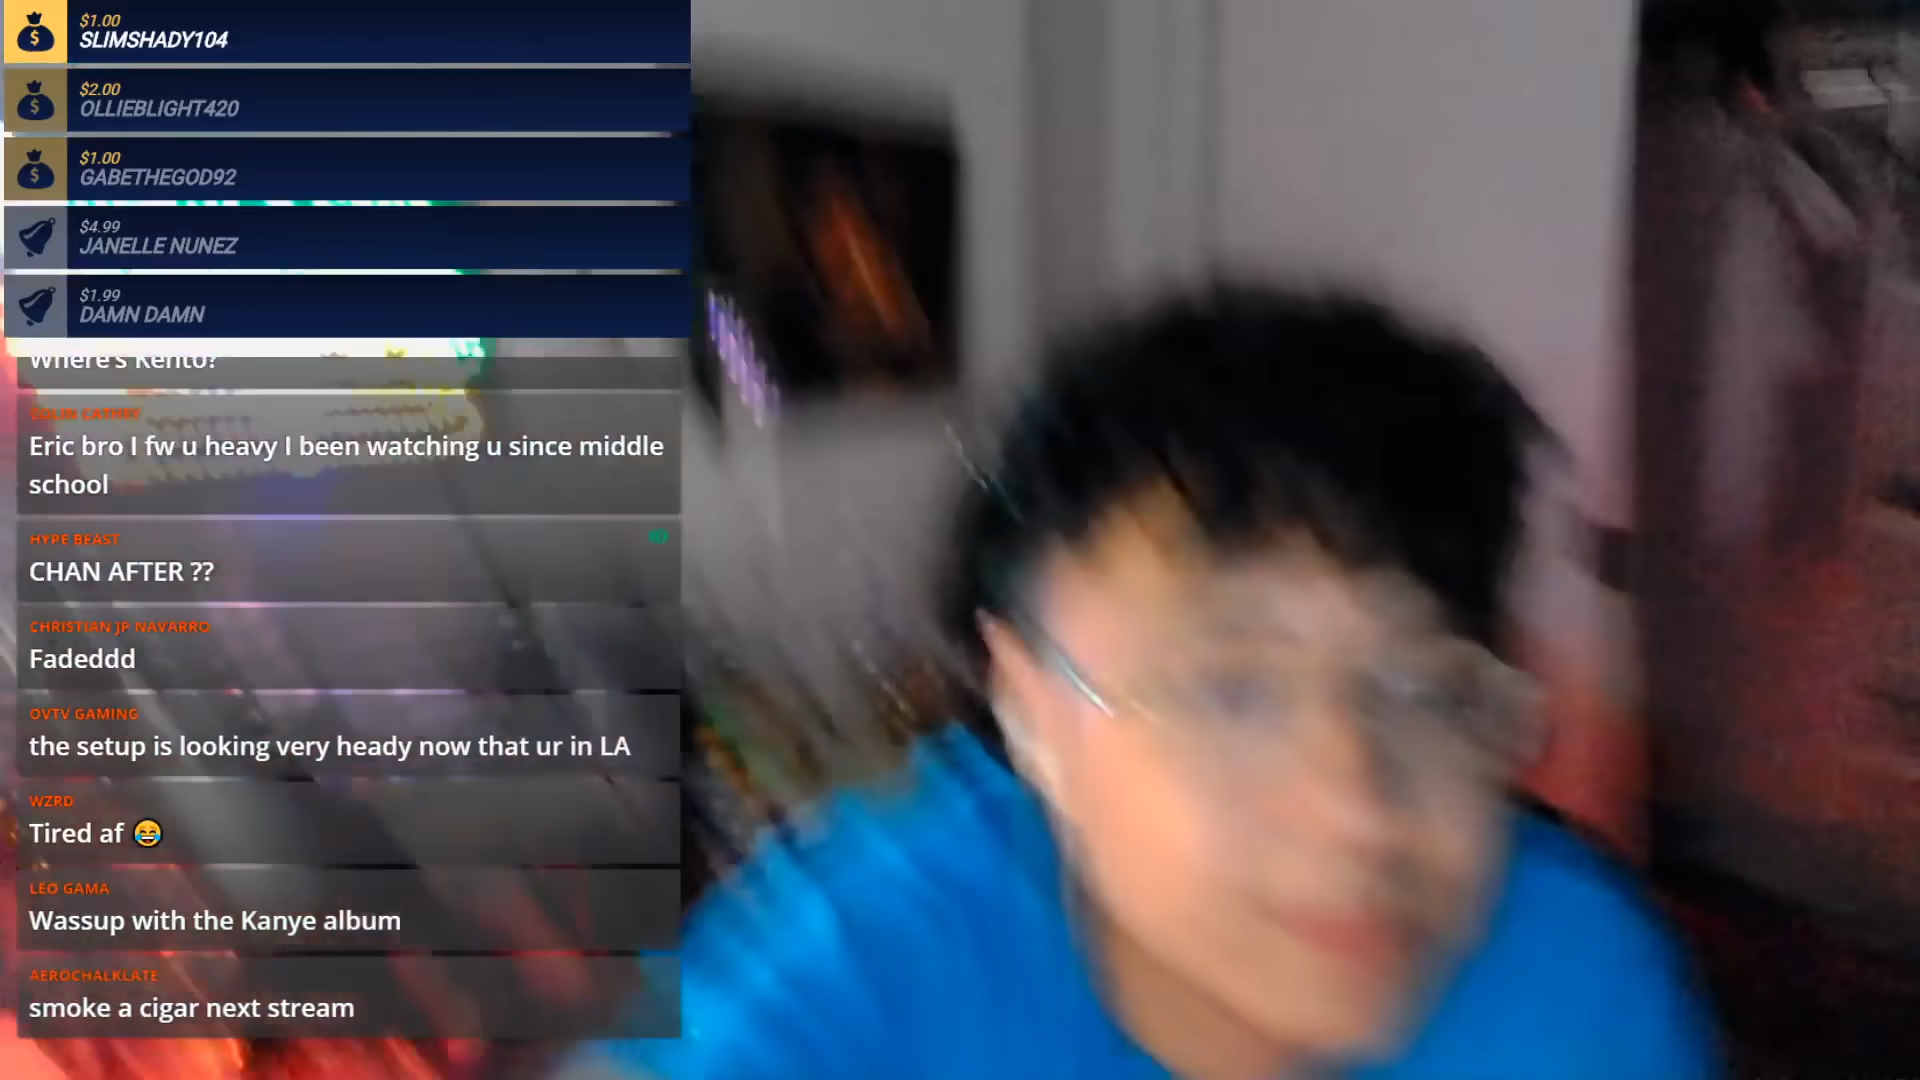 $1.00
SLIMSHADY104
$2.00
OLLIEBLIGHT420
$1.00
GABETHEGOD92
$4.99
JANELLE NUNEZ
$1.99
DAMN DAMN
Where's Kento?
Eric bro I fw u heavy I been watching u since middle
school
HYPE BEAST
CHAN AFTER ??
CHRISTIAN JP NAVARRO
Fadeddd
OVTV GAMING
the setup is looking very heady now that ur in LA
WZRD
Tired af 😂
LEO GAMA
Wassup with the Kanye album
AEROCHALKLATE
smoke a cigar next stream